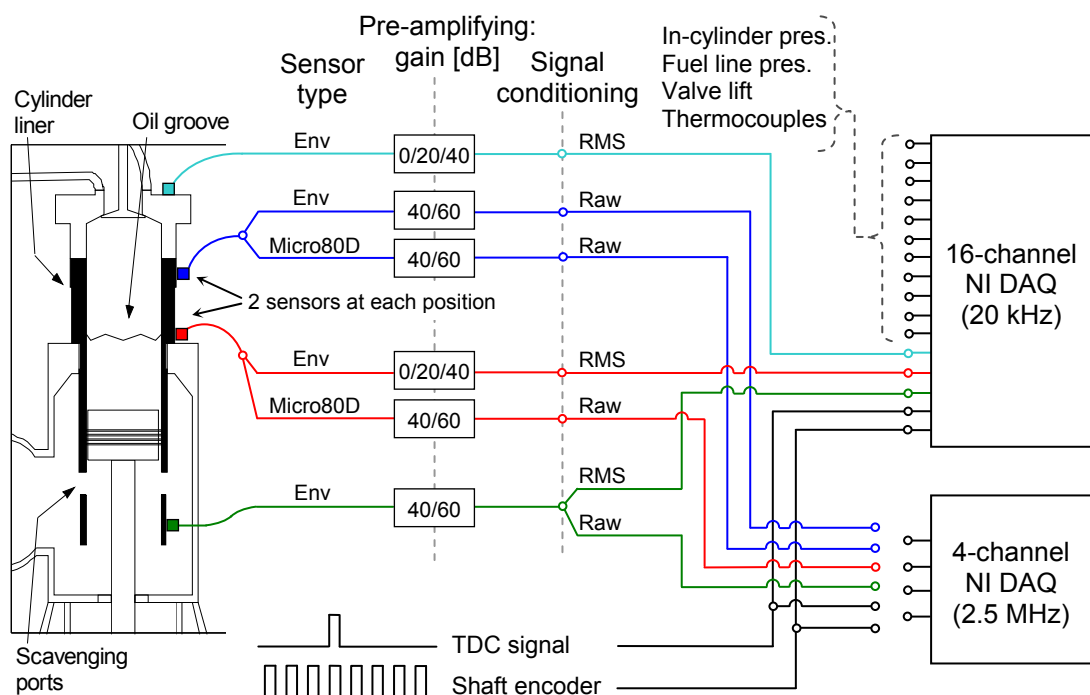 Pre-amplifying:
gain [dB]
Sensor
type
Signal
conditioning
In-cylinder pres.
Fuel line pres.
Valve lift
Thermocouples
Cylinder
liner
Oil groove
Env
0/20/40
RMS
Env
40/60
Raw
Micro80D
40/60
Raw
2 sensors at each position
16-channel
NI DAQ
(20 kHz)
Env
0/20/40
RMS
Micro80D
40/60
Raw
RMS
Env
40/60
Raw
4-channel
NI DAQ
(2.5 MHz)
Scavenging
ports
TDC signal
Shaft encoder